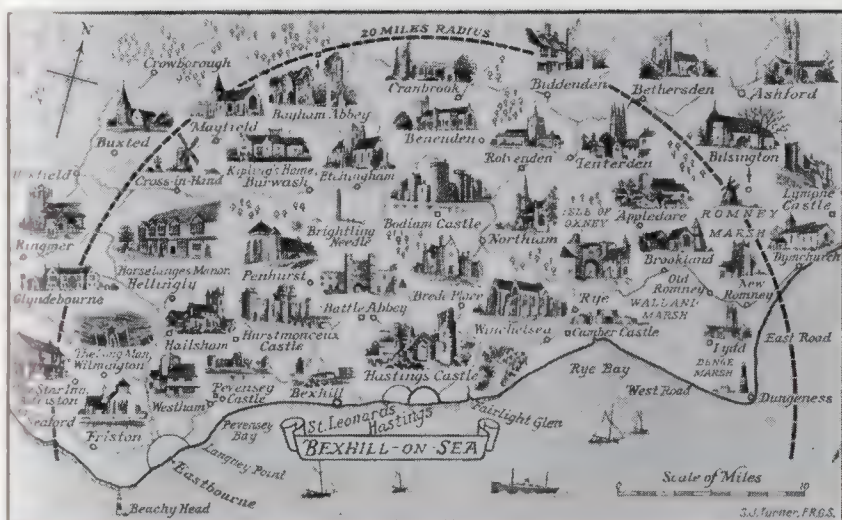 20 MILES RADIUS
N
Crowborough
Cranbrook
Biddenden
Bethersden
Ashford
Buxted
Mayfield
Bayham Abbey
Benenden
Rolvenden
Tenterden
Bilsington
Cross-in-Hand
Kipling's Home,
Burwash
Etchingham
Lympne
Castle
Ringmer
Brightling
Needle
Bodiam Castle
Northiam
ISLE OF
OXNEY
Appledore
ROMNEY
MARSH
Horselunges Manor,
Hellingly
Penhurst
Brookland
Dymchurch
Glyndebourne
Battle Abbey
Brede Place
Rye
Old
Romney
New
Romney
WALLAND
MARSH
Hailsham
Hurstmonceux
Castle
Winchelsea
Camber Castle
Lydd
East Road
The Long Man,
Wilmington
Star Inn,
Alfriston
Hastings Castle
Rye Bay
DENGE
MARSH
West Road
Dungeness
Seaford
Friston
Westham
Pevensey
Castle
Bexhill
Fairlight Glen
Pevensey
Bay
St. Leonards
Hastings
Langney Point
BEXHILL-ON-SEA
Eastbourne
Beachy Head
Scale of Miles
0 10
S.J. Turner, F.R.G.S.